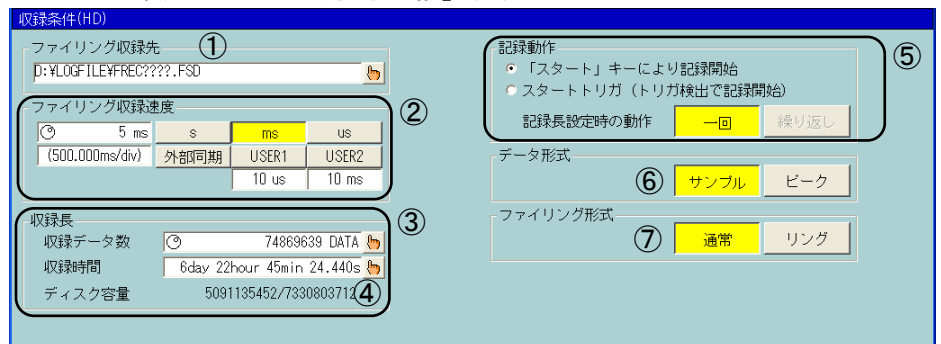 収録条件(HD)
ファイリング収録先 ①
D:¥LOGFILE¥FREC????.FSD
ファイリング収録速度 ②
5 ms s ms us
(500.000ms/div) 外部同期 USER1 USER2
10 us 10 ms
収録長 ③
収録データ数 74869639 DATA
収録時間 6day 22hour 45min 24.440s
ディスク容量 5091135452/7330803712 ④
記録動作 ⑤
「スタート」キーにより記録開始
スタートトリガ(トリガ検出で記録開始)
記録長設定時の動作 一回 繰り返し
データ形式
⑥ サンプル ピーク
ファイリング形式
⑦ 通常 リング